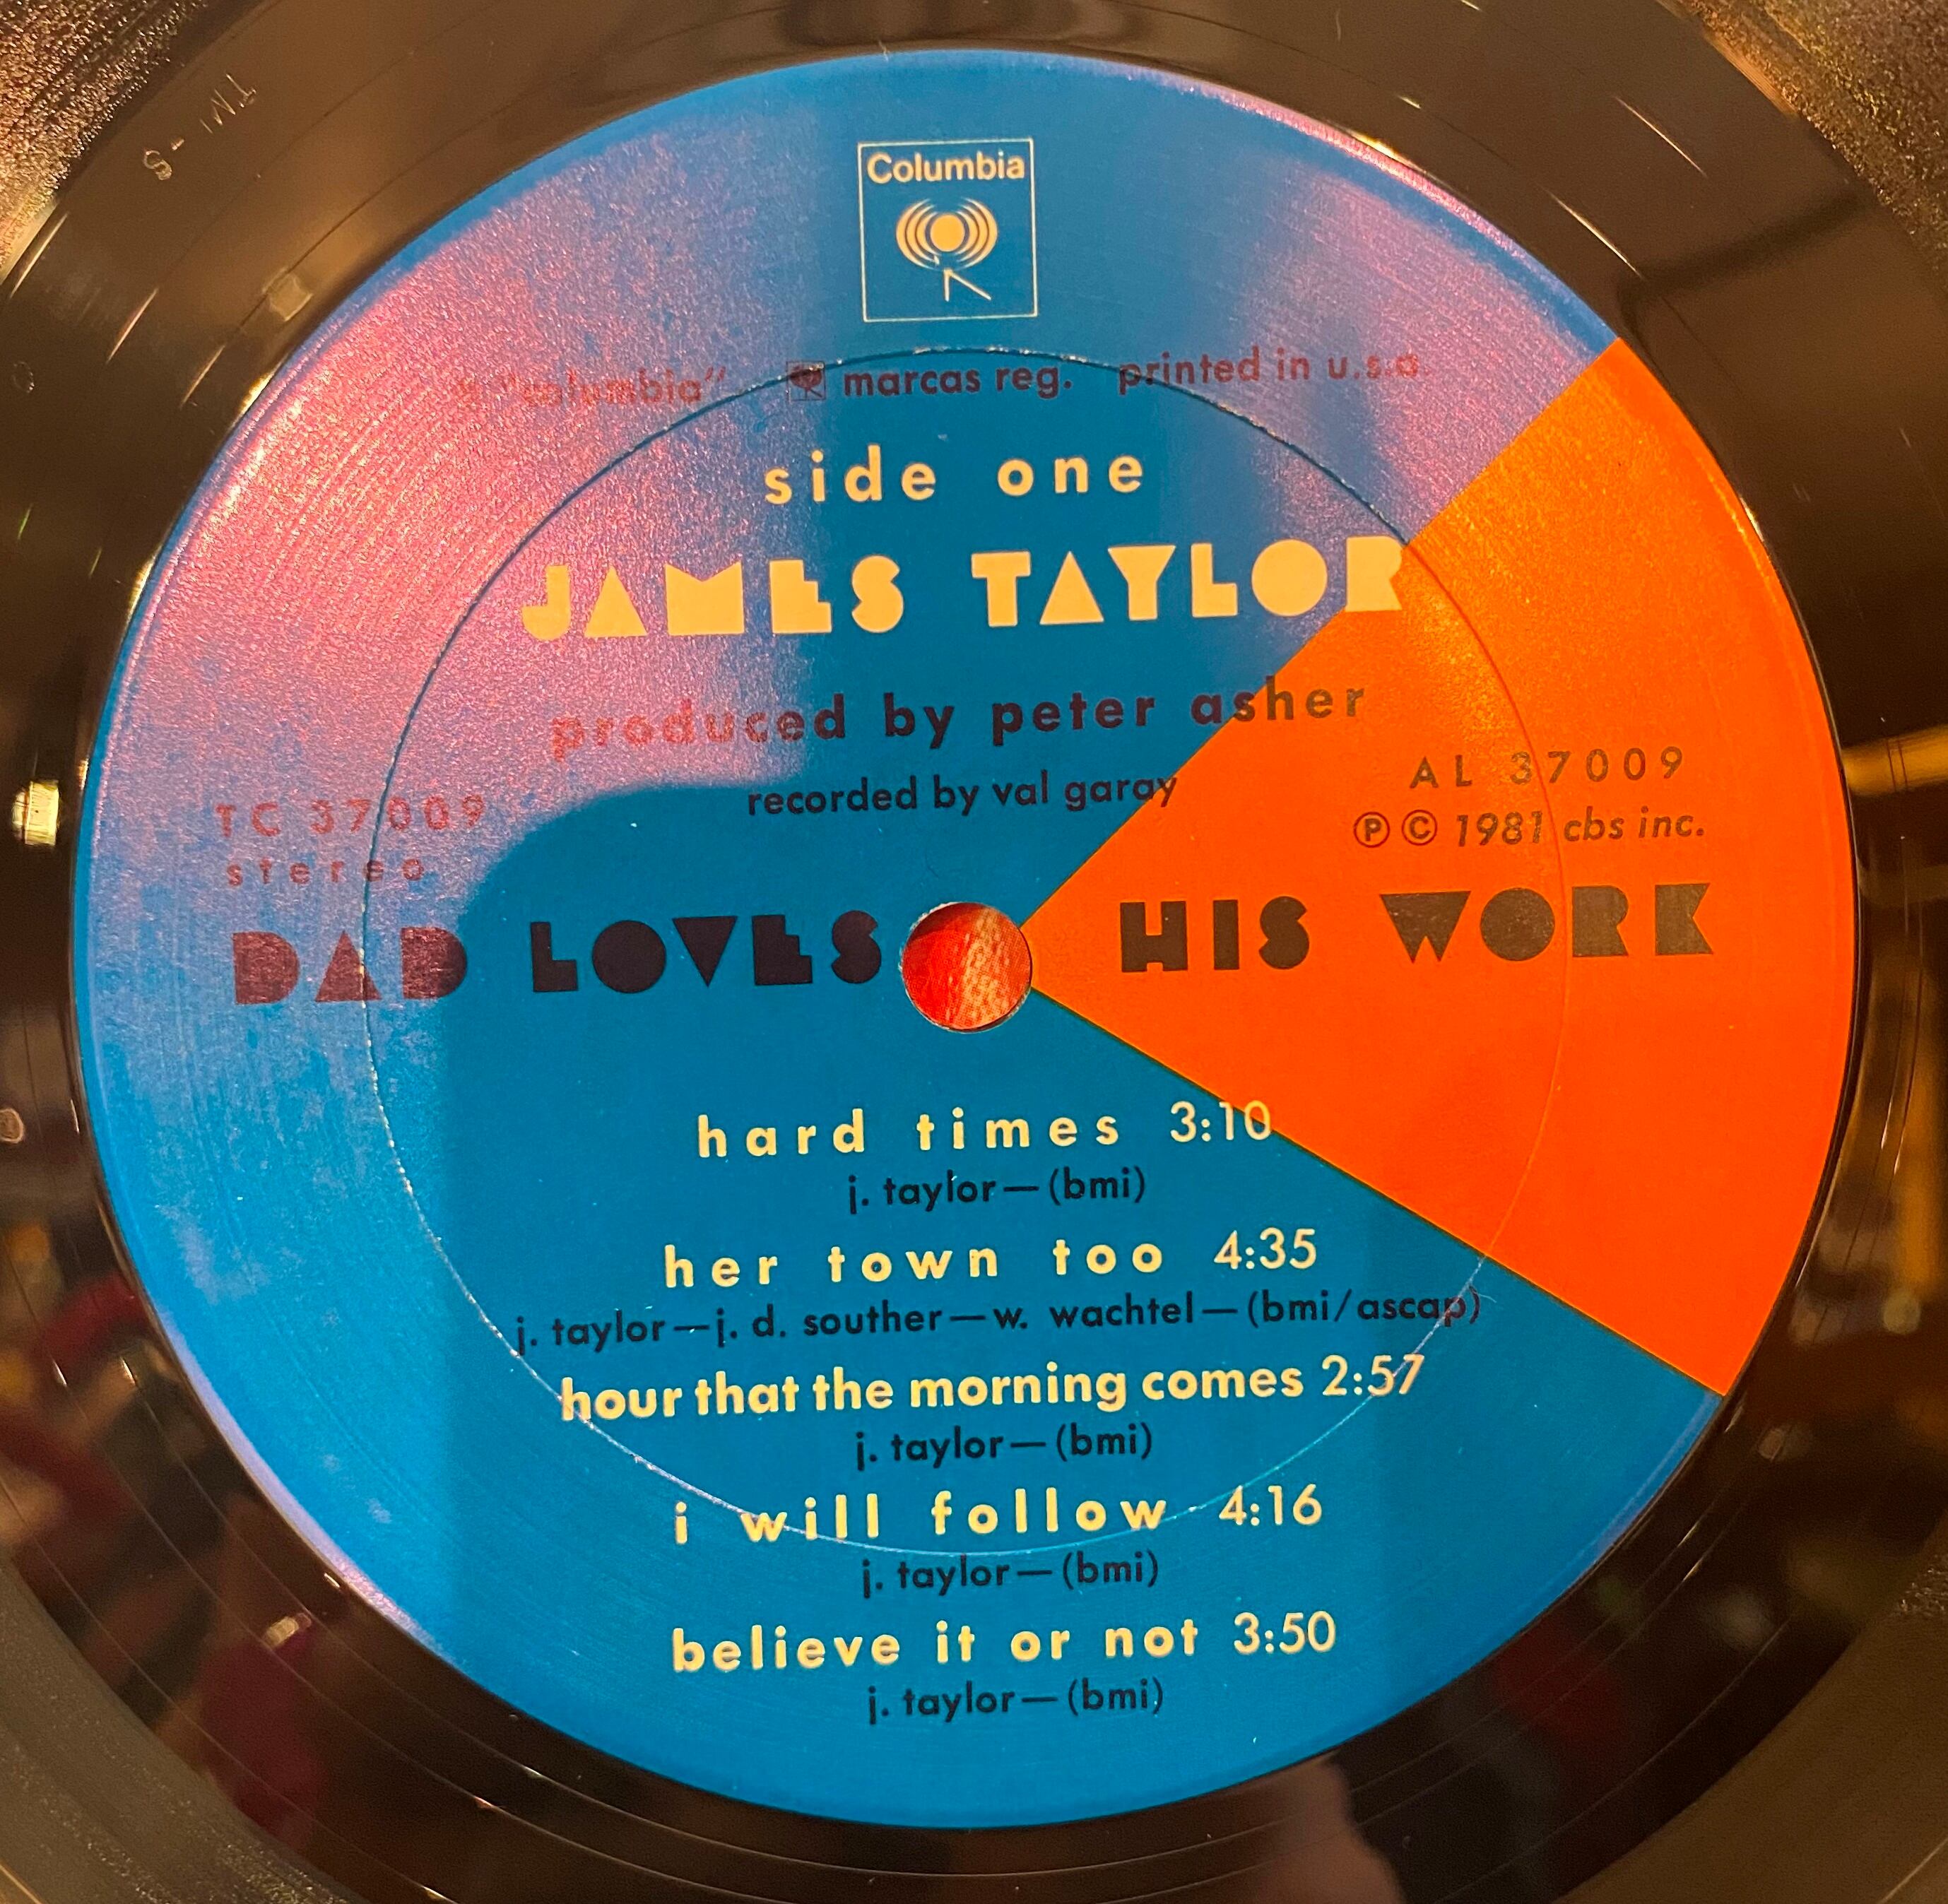 Columbia
"columbia" marcas reg. printed in u.s.a.
side one
JAMES TAYLOR
produced by peter asher
recorded by val garay
TC 37009
stereo
AL 37009
Ⓟ © 1981 cbs inc.
DAD LOVES HIS WORK
hard times 3:10
j. taylor—(bmi)
her town too 4:35
j. taylor—j. d. souther—w. wachtel—(bmi/ascap)
hour that the morning comes 2:57
j. taylor—(bmi)
i will follow 4:16
j. taylor—(bmi)
believe it or not 3:50
j. taylor—(bmi)